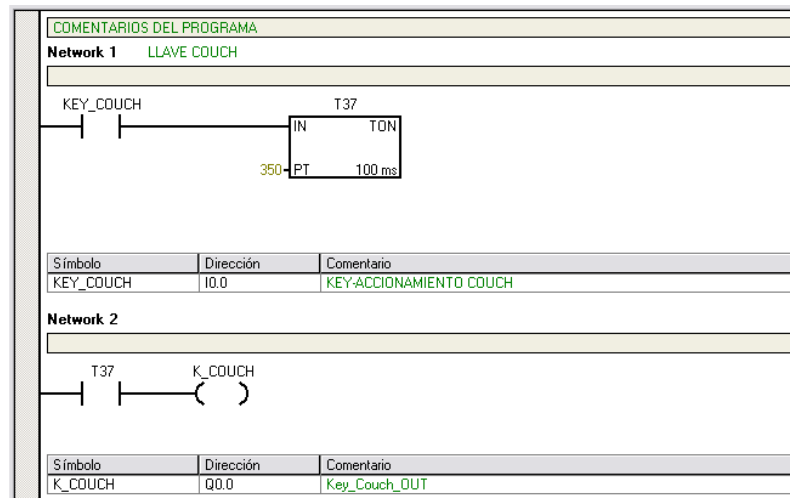 COMENTARIOS DEL PROGRAMA
Network 1 LLAVE COUCH
KEY_COUCH T37
IN TON
350 PT 100 ms
Símbolo Dirección Comentario
KEY_COUCH I0.0 KEY-ACCIONAMIENTO COUCH
Network 2
T37 K_COUCH
Símbolo Dirección Comentario
K_COUCH Q0.0 Key_Couch_OUT